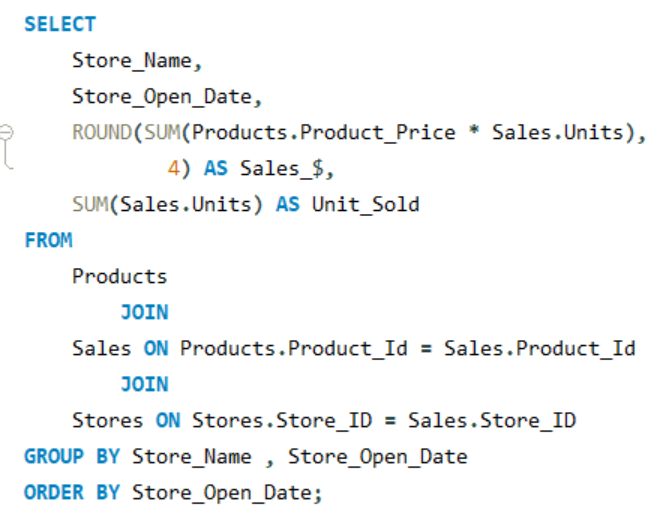 SELECT
Store_Name,
Store_Open_Date,
ROUND(SUM(Products.Product_Price * Sales.Units),
4) AS Sales_$,
SUM(Sales.Units) AS Unit_Sold
FROM
Products
JOIN
Sales ON Products.Product_Id = Sales.Product_Id
JOIN
Stores ON Stores.Store_ID = Sales.Store_ID
GROUP BY Store_Name , Store_Open_Date
ORDER BY Store_Open_Date;